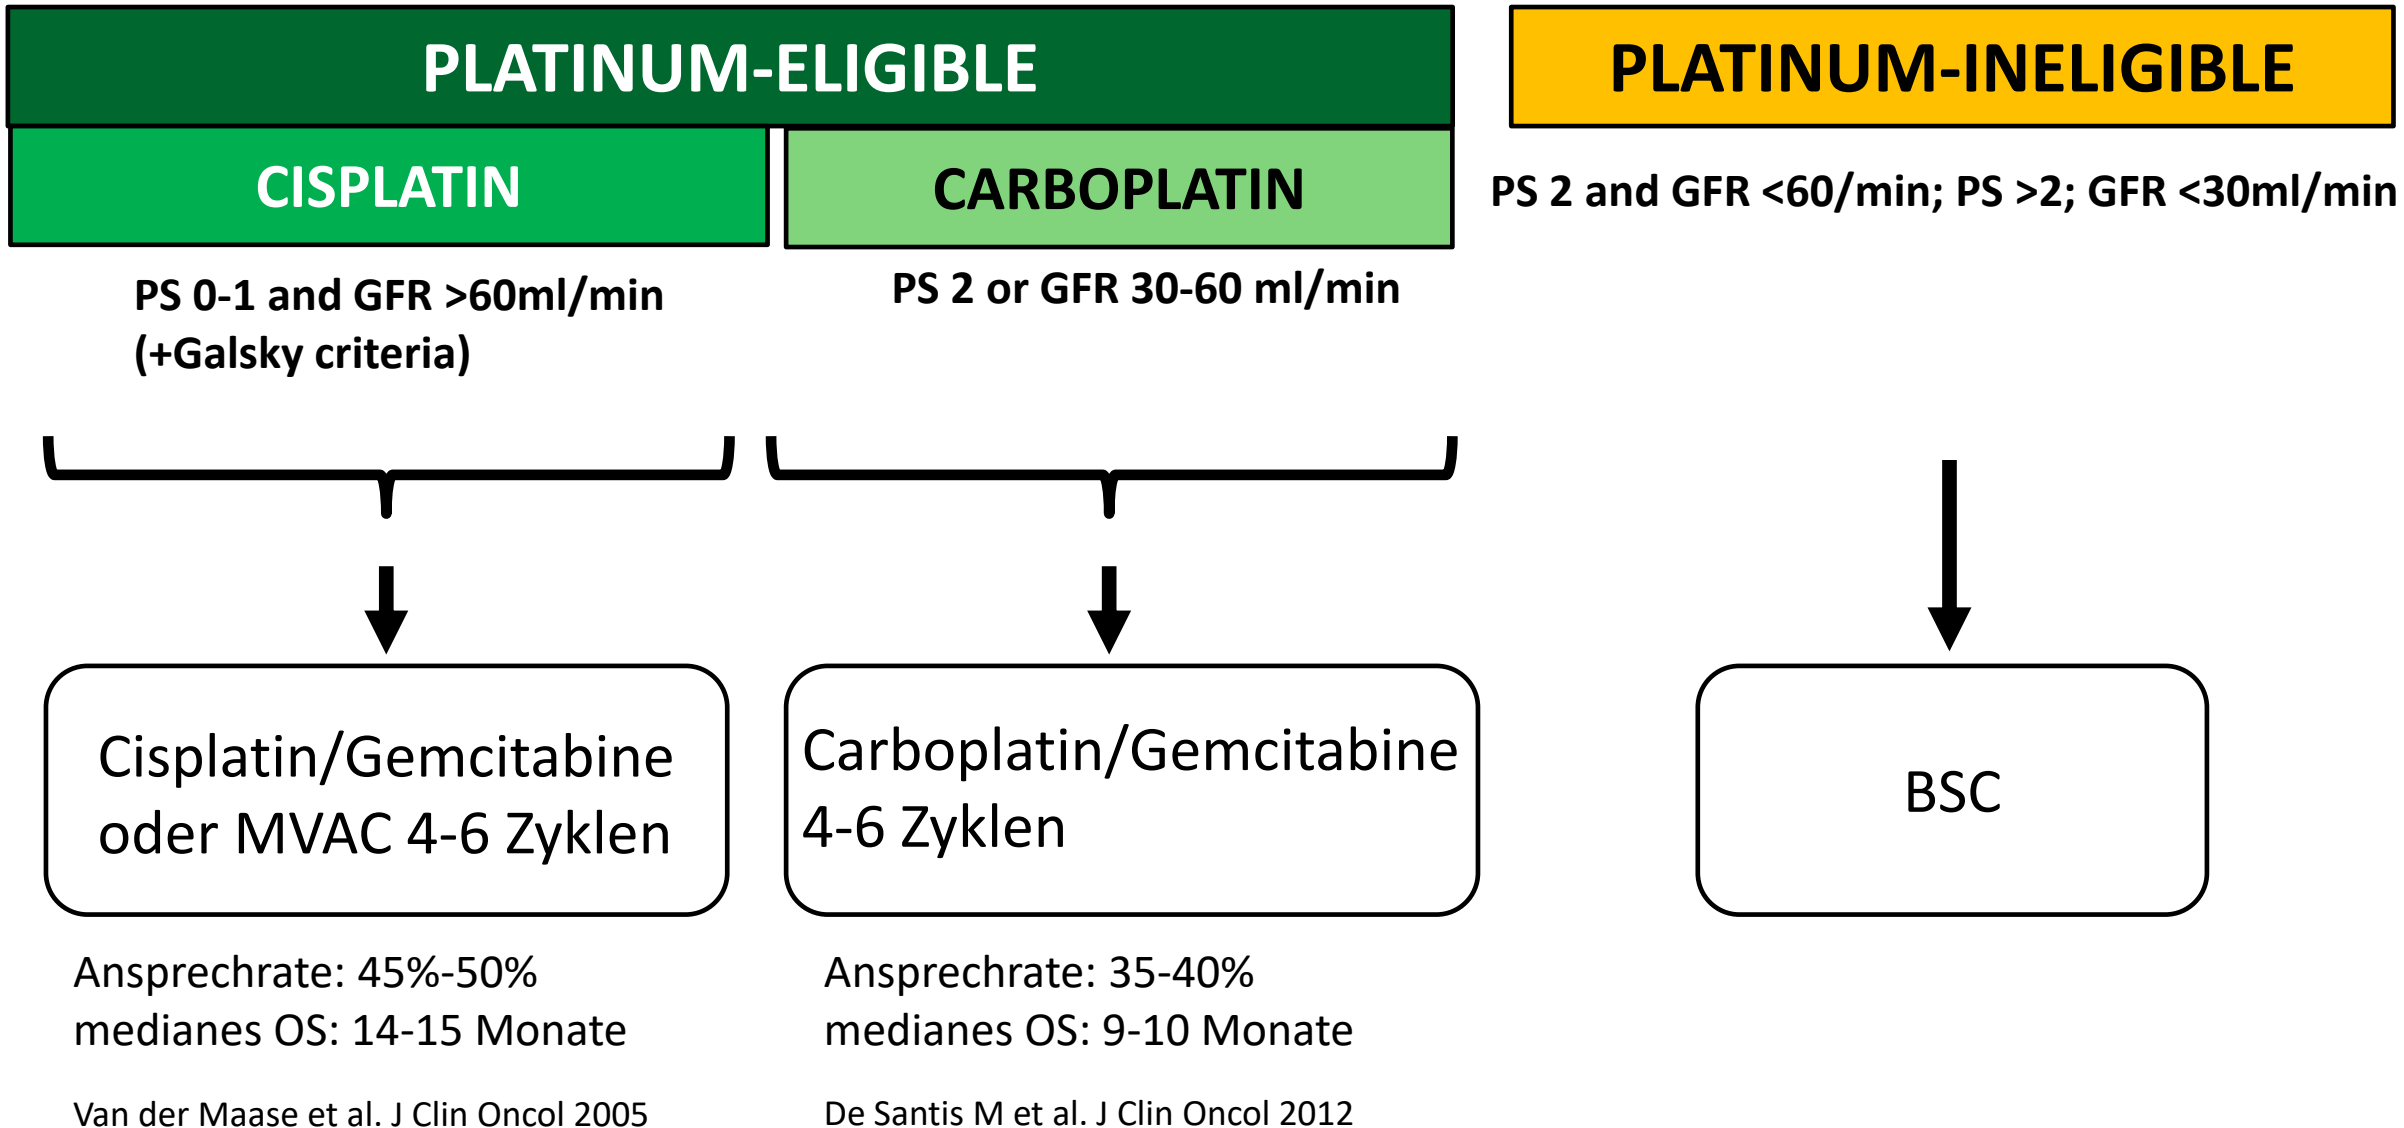 PLATINUM-ELIGIBLE
PLATINUM-INELIGIBLE
CISPLATIN
CARBOPLATIN
PS 2 and GFR <60/min; PS >2; GFR <30ml/min
PS 0-1 and GFR >60ml/min
(+Galsky criteria)
PS 2 or GFR 30-60 ml/min
Cisplatin/Gemcitabine
oder MVAC 4-6 Zyklen
Carboplatin/Gemcitabine
4-6 Zyklen
BSC
Ansprechrate: 45%-50%
medianes OS: 14-15 Monate
Van der Maase et al. J Clin Oncol 2005
Ansprechrate: 35-40%
medianes OS: 9-10 Monate
De Santis M et al. J Clin Oncol 2012